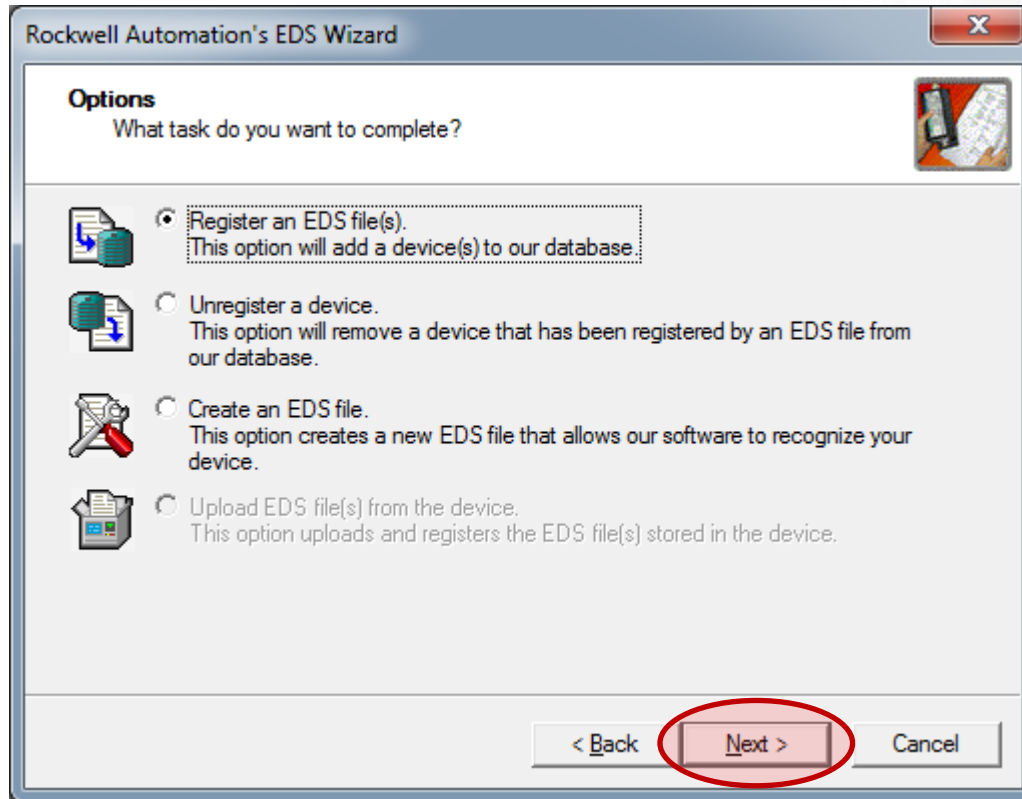 Rockwell Automation's EDS Wizard
Options
What task do you want to complete?
Register an EDS file(s).
This option will add a device(s) to our database.
Unregister a device.
This option will remove a device that has been registered by an EDS file from
our database.
Create an EDS file.
This option creates a new EDS file that allows our software to recognize your
device.
Upload EDS file(s) from the device.
This option uploads and registers the EDS file(s) stored in the device.
< Back Next > Cancel